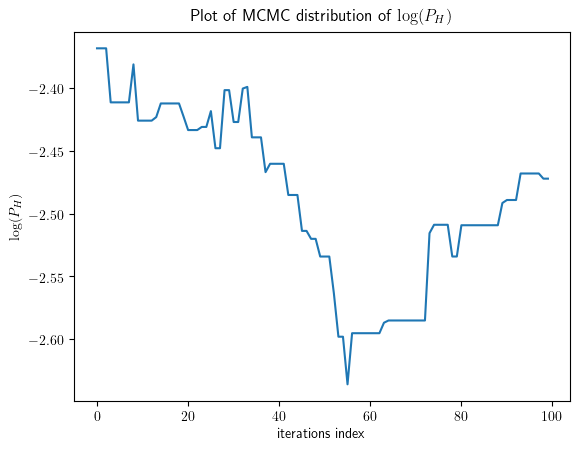 Plot of MCMC distribution of log(P_H)
log(P_H)
−2.40
−2.45
−2.50
−2.55
−2.60
0 20 40 60 80 100
iterations index